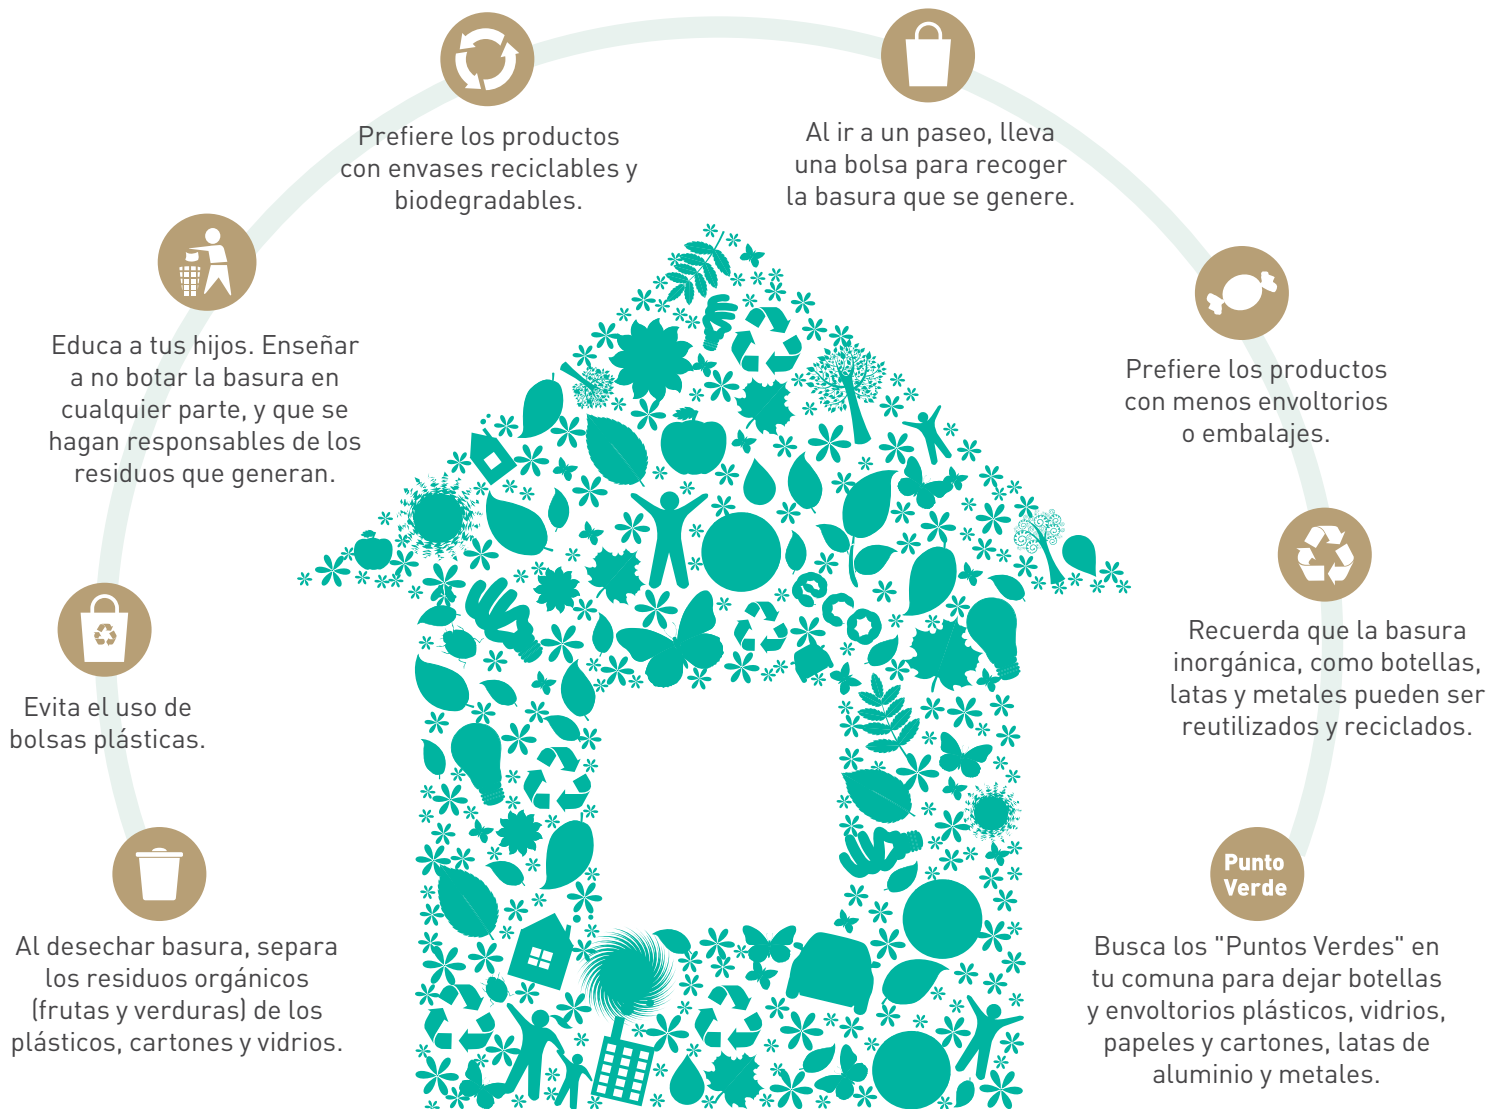 Prefiere los productos
con envases reciclables y
biodegradables.
Al ir a un paseo, lleva
una bolsa para recoger
la basura que se genere.
Educa a tus hijos. Enseñar
a no botar la basura en
cualquier parte, y que se
hagan responsables de los
residuos que generan.
Prefiere los productos
con menos envoltorios
o embalajes.
Evita el uso de
bolsas plásticas.
Recuerda que la basura
inorgánica, como botellas,
latas y metales pueden ser
reutilizados y reciclados.
Al desechar basura, separa
los residuos orgánicos
(frutas y verduras) de los
plásticos, cartones y vidrios.
Punto
Verde
Busca los "Puntos Verdes" en
tu comuna para dejar botellas
y envoltorios plásticos, vidrios,
papeles y cartones, latas de
aluminio y metales.
eco